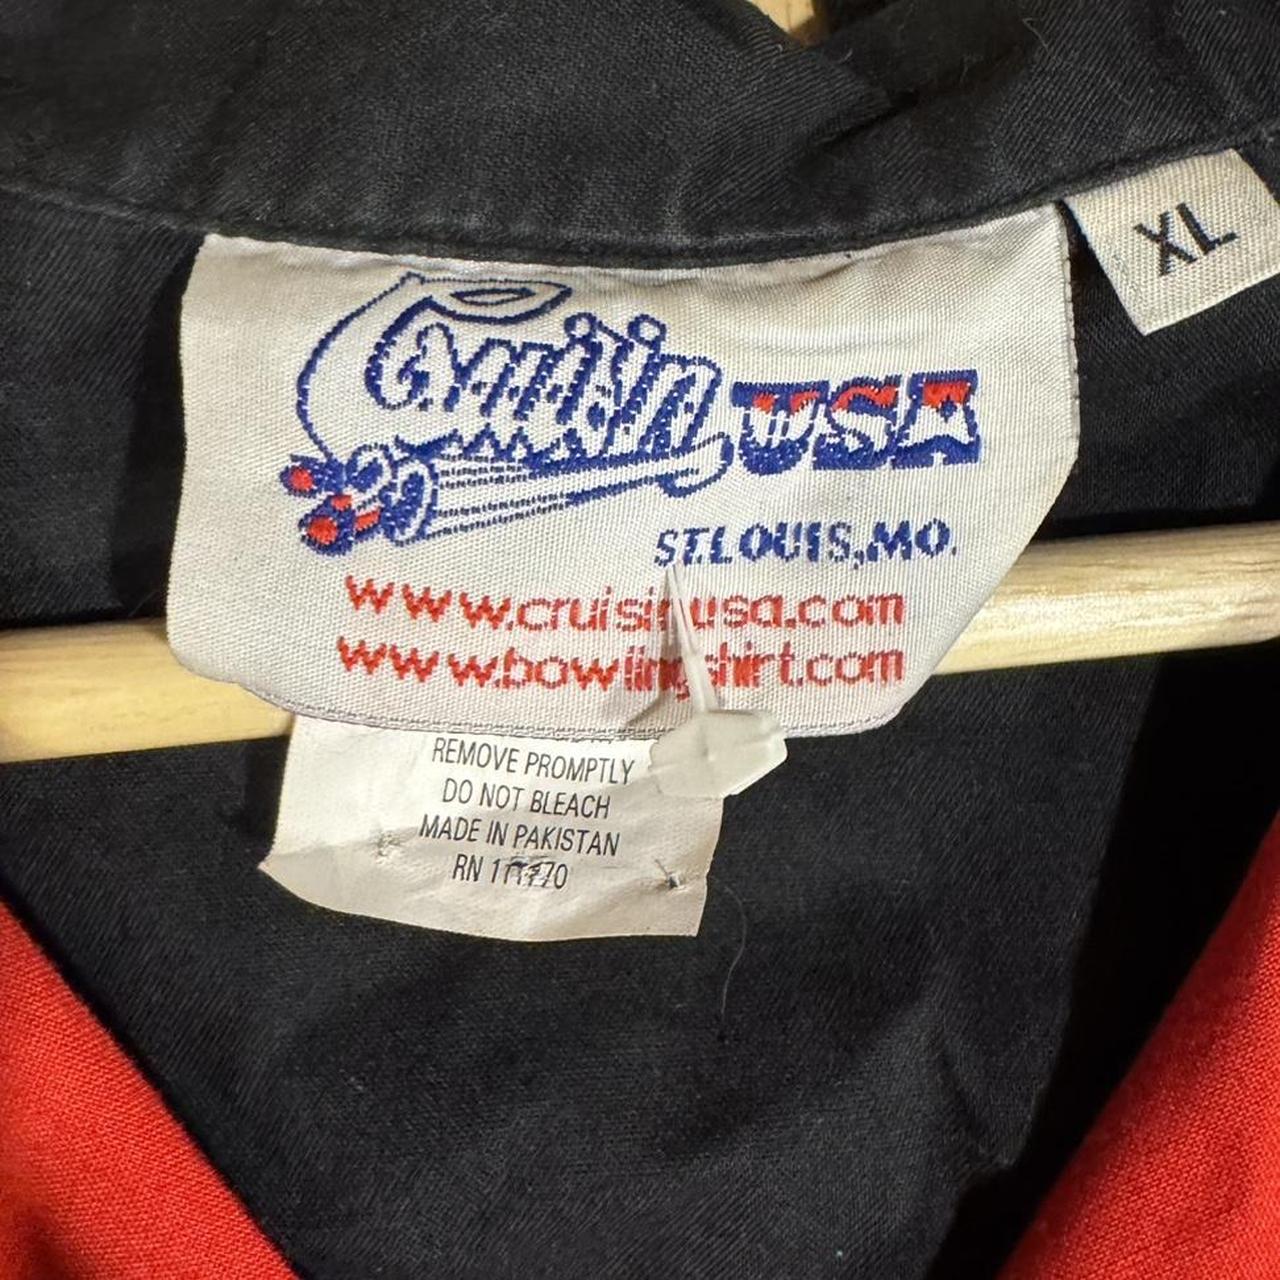 Cruisin USA
XL
ST.LOUIS,MO.
www.cruisinusa.com
www.bowlingshirt.com
REMOVE PROMPTLY
DO NOT BLEACH
MADE IN PAKISTAN
RN